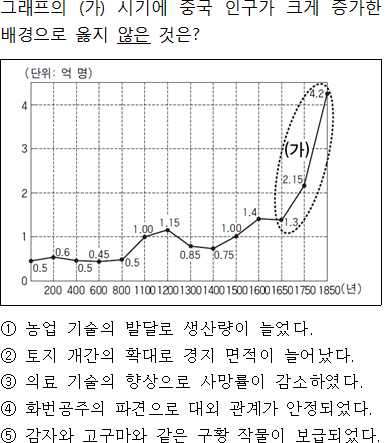 그래프의 (가) 시기에 중국 인구가 크게 증가한
배경으로 옳지 않은 것은?
(단위: 억 명)
4
3
2
1
0
0.5
0.6
0.5
0.45
0.5
1.00
1.15
0.85
0.75
1.00
1.4
1.3
2.15
4.2
(가)
200 400 600 800 1100 1200 1300 1400 1500 1600 1650 1750 1850(년)
① 농업 기술의 발달로 생산량이 늘었다.
② 토지 개간의 확대로 경지 면적이 늘어났다.
③ 의료 기술의 향상으로 사망률이 감소하였다.
④ 화번공주의 파견으로 대외 관계가 안정되었다.
⑤ 감자와 고구마와 같은 구황 작물이 보급되었다.